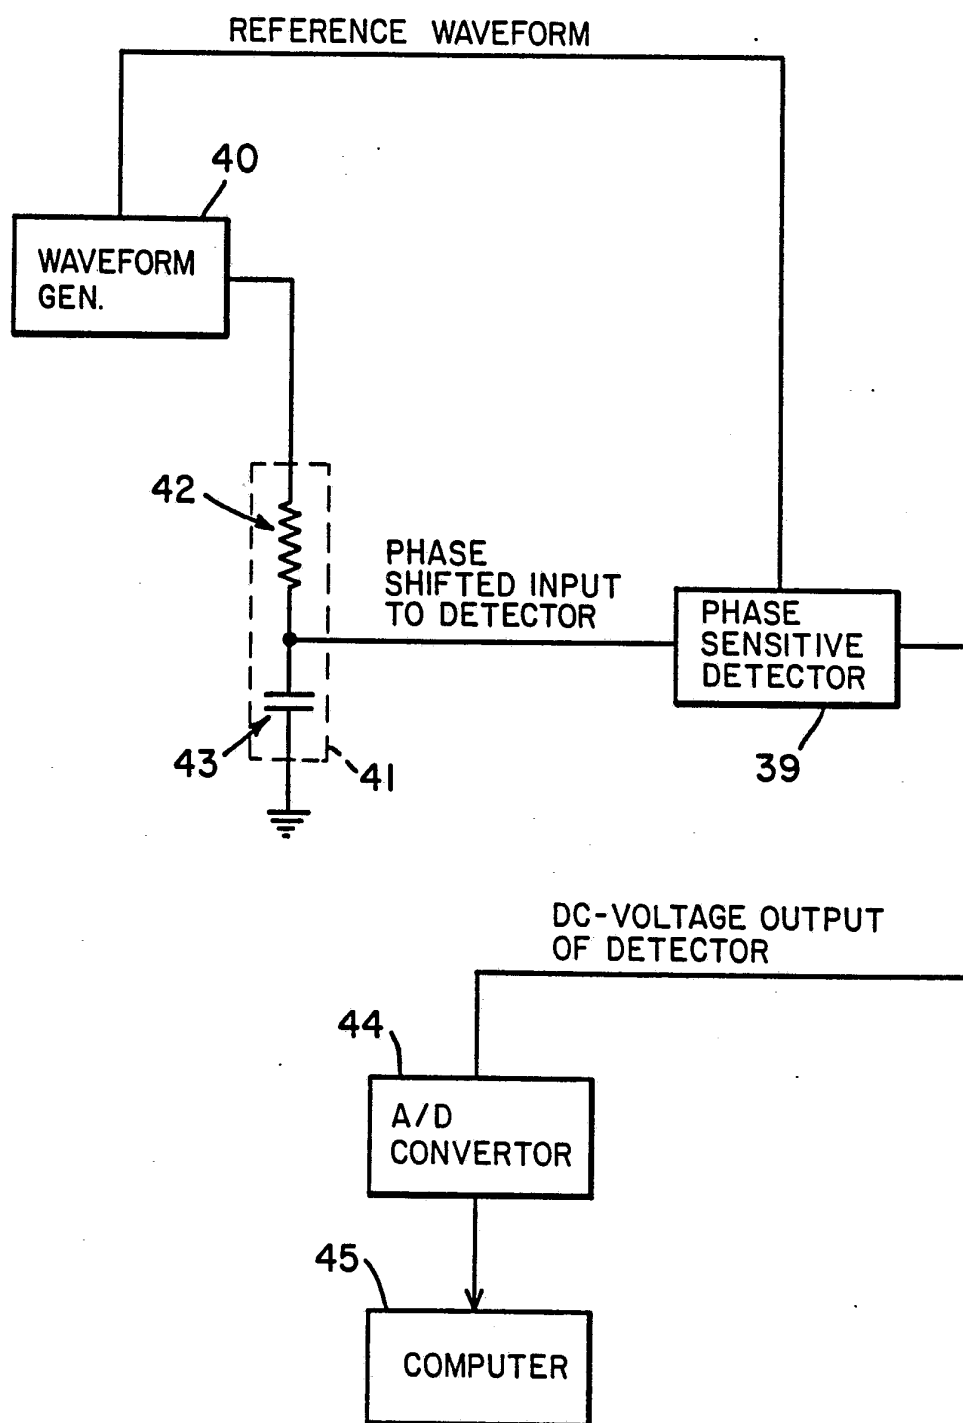 REFERENCE WAVEFORM
40
WAVEFORM
GEN.
42
PHASE
SHIFTED INPUT
TO DETECTOR
PHASE
SENSITIVE
DETECTOR
43
41
39
DC-VOLTAGE OUTPUT
OF DETECTOR
44
A/D
CONVERTOR
45
COMPUTER